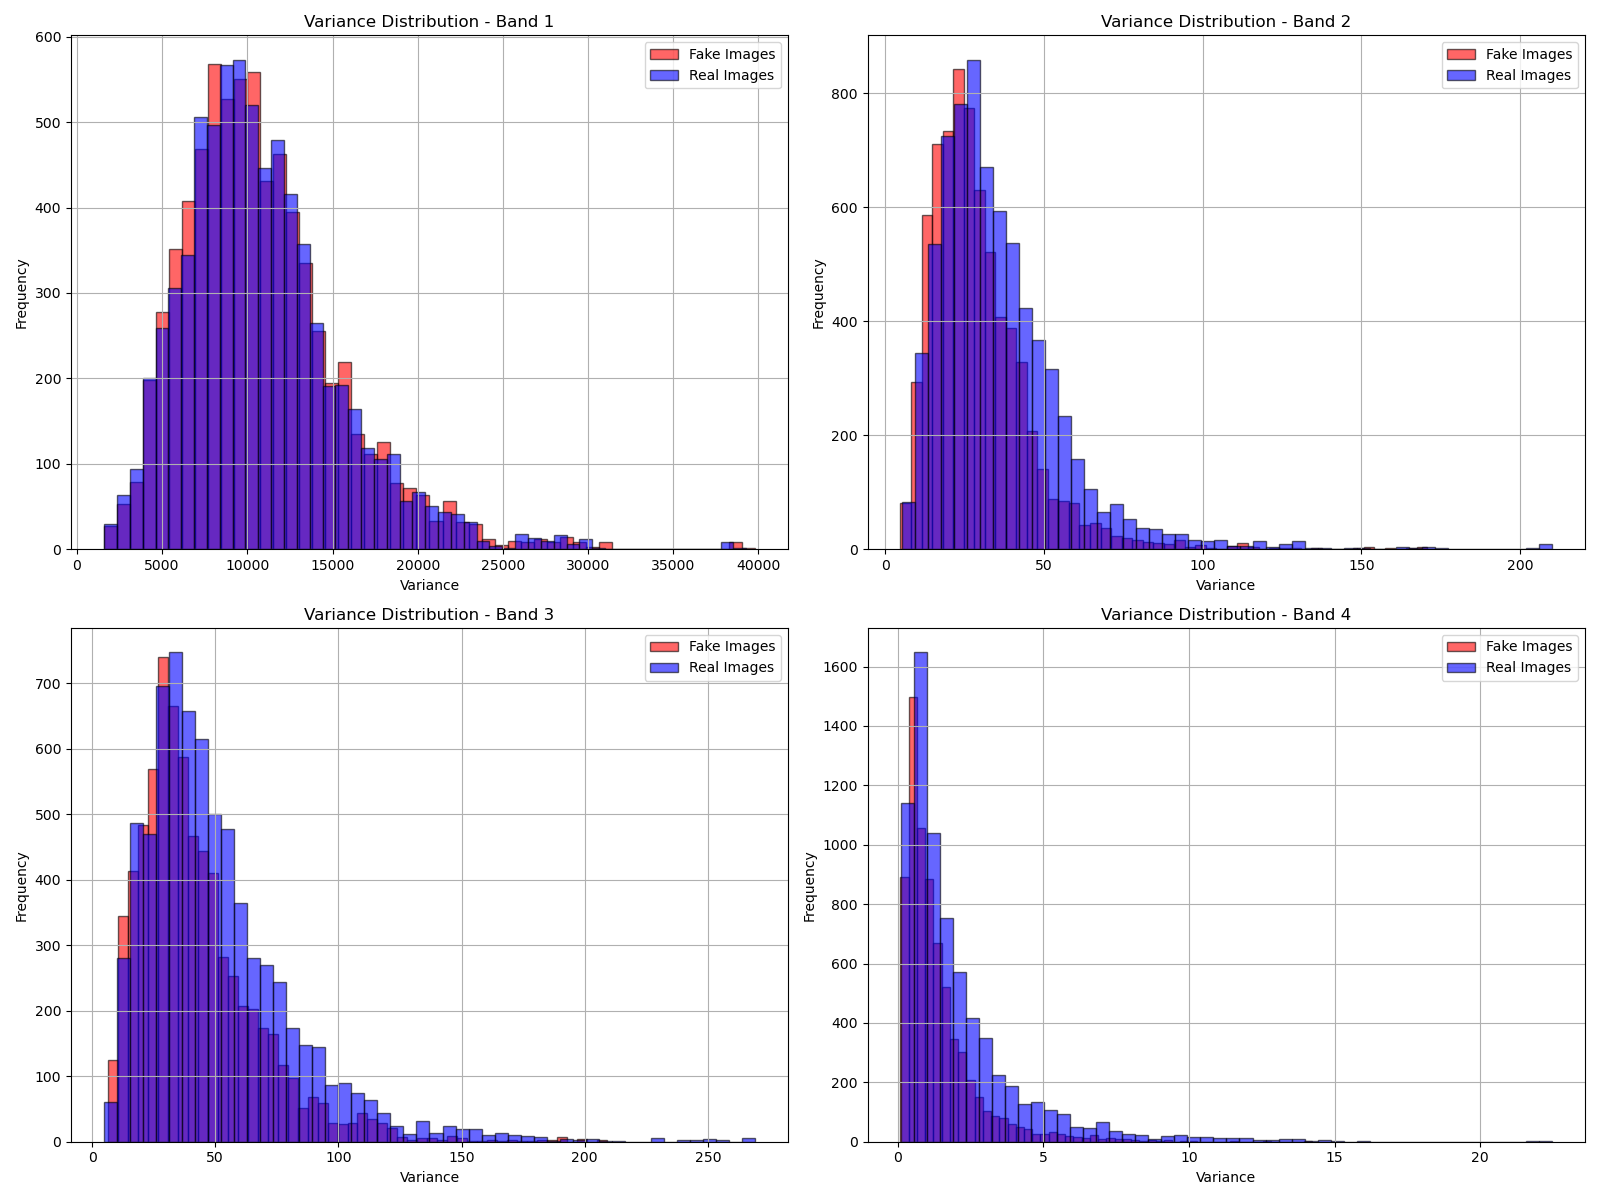 Variance Distribution - Band 1
600
500
400
300
200
100
0
Frequency
Fake Images
Real Images
0 5000 10000 15000 20000 25000 30000 35000 40000
Variance
Variance Distribution - Band 2
800
600
400
200
0
Frequency
Fake Images
Real Images
0 50 100 150 200
Variance
Variance Distribution - Band 3
700
600
500
400
300
200
100
0
Frequency
Fake Images
Real Images
0 50 100 150 200 250
Variance
Variance Distribution - Band 4
1600
1400
1200
1000
800
600
400
200
0
Frequency
Fake Images
Real Images
0 5 10 15 20
Variance